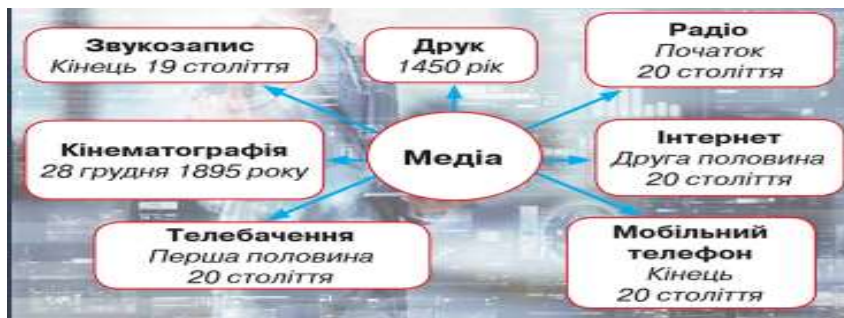 Звукозапис
Кінець 19 століття
Друк
1450 рік
Радіо
Початок
20 століття
Кінематографія
28 грудня 1895 року
Медіа
Інтернет
Друга половина
20 століття
Телебачення
Перша половина
20 століття
Мобільний
телефон
Кінець
20 століття